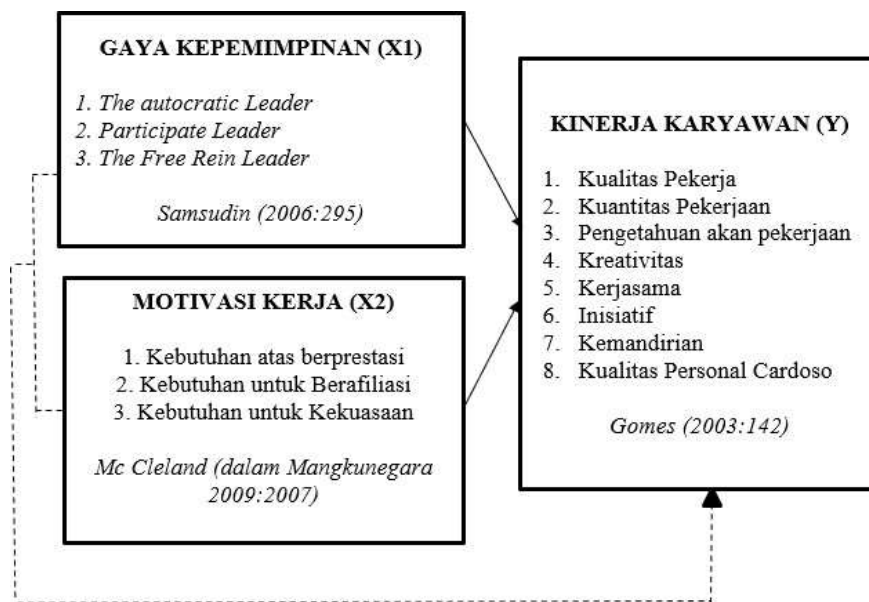 GAYA KEPEMIMPINAN (X1)
1. The autocratic Leader
2. Participate Leader
3. The Free Rein Leader
Samsudin (2006:295)
MOTIVASI KERJA (X2)
1. Kebutuhan atas berprestasi
2. Kebutuhan untuk Berafiliasi
3. Kebutuhan untuk Kekuasaan
Mc Cleland (dalam Mangkunegara
2009:2007)
KINERJA KARYAWAN (Y)
1. Kualitas Pekerja
2. Kuantitas Pekerjaan
3. Pengetahuan akan pekerjaan
4. Kreativitas
5. Kerjasama
6. Inisiatif
7. Kemandirian
8. Kualitas Personal Cardoso
Gomes (2003:142)